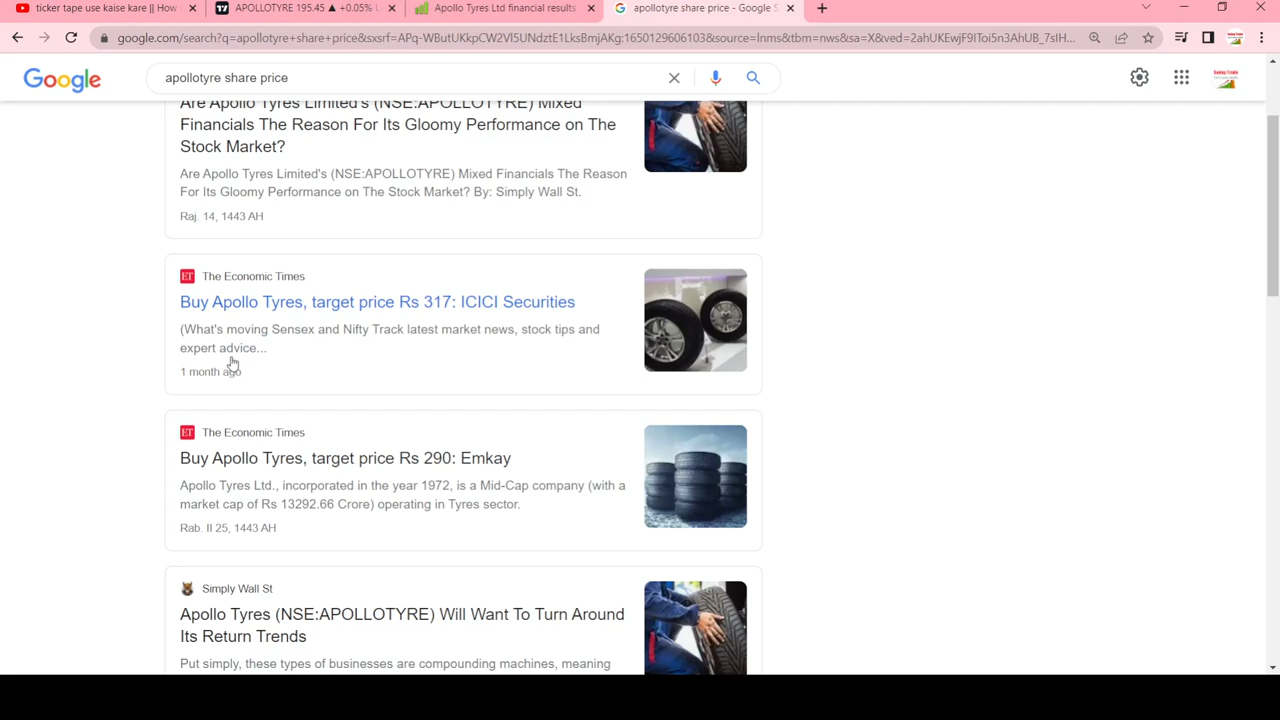 ticker tape use kaise kare || How
APOLLOTYRE 195.45 ▲ +0.05%
Apollo Tyres Ltd financial results
apollotyre share price - Google S
google.com/search?q=apollotyre+share+price&sxsrf=APq-WButUKkpCW2Vl5UNdztE1LksBmjAKg:1650129606103&source=lnms&tbm=nws&sa=X&ved=2ahUKEwjF9IToi5n3AhUB_7sIH...
Google
apollotyre share price
Are Apollo Tyres Limited's (NSE:APOLLOTYRE) Mixed
Financials The Reason For Its Gloomy Performance on The
Stock Market?
Are Apollo Tyres Limited's (NSE:APOLLOTYRE) Mixed Financials The Reason
For Its Gloomy Performance on The Stock Market? By: Simply Wall St.
Raj. 14, 1443 AH
ET The Economic Times
Buy Apollo Tyres, target price Rs 317: ICICI Securities
(What's moving Sensex and Nifty Track latest market news, stock tips and
expert advice...
1 month ago
ET The Economic Times
Buy Apollo Tyres, target price Rs 290: Emkay
Apollo Tyres Ltd., incorporated in the year 1972, is a Mid-Cap company (with a
market cap of Rs 13292.66 Crore) operating in Tyres sector.
Rab. II 25, 1443 AH
Simply Wall St
Apollo Tyres (NSE:APOLLOTYRE) Will Want To Turn Around
Its Return Trends
Put simply, these types of businesses are compounding machines, meaning